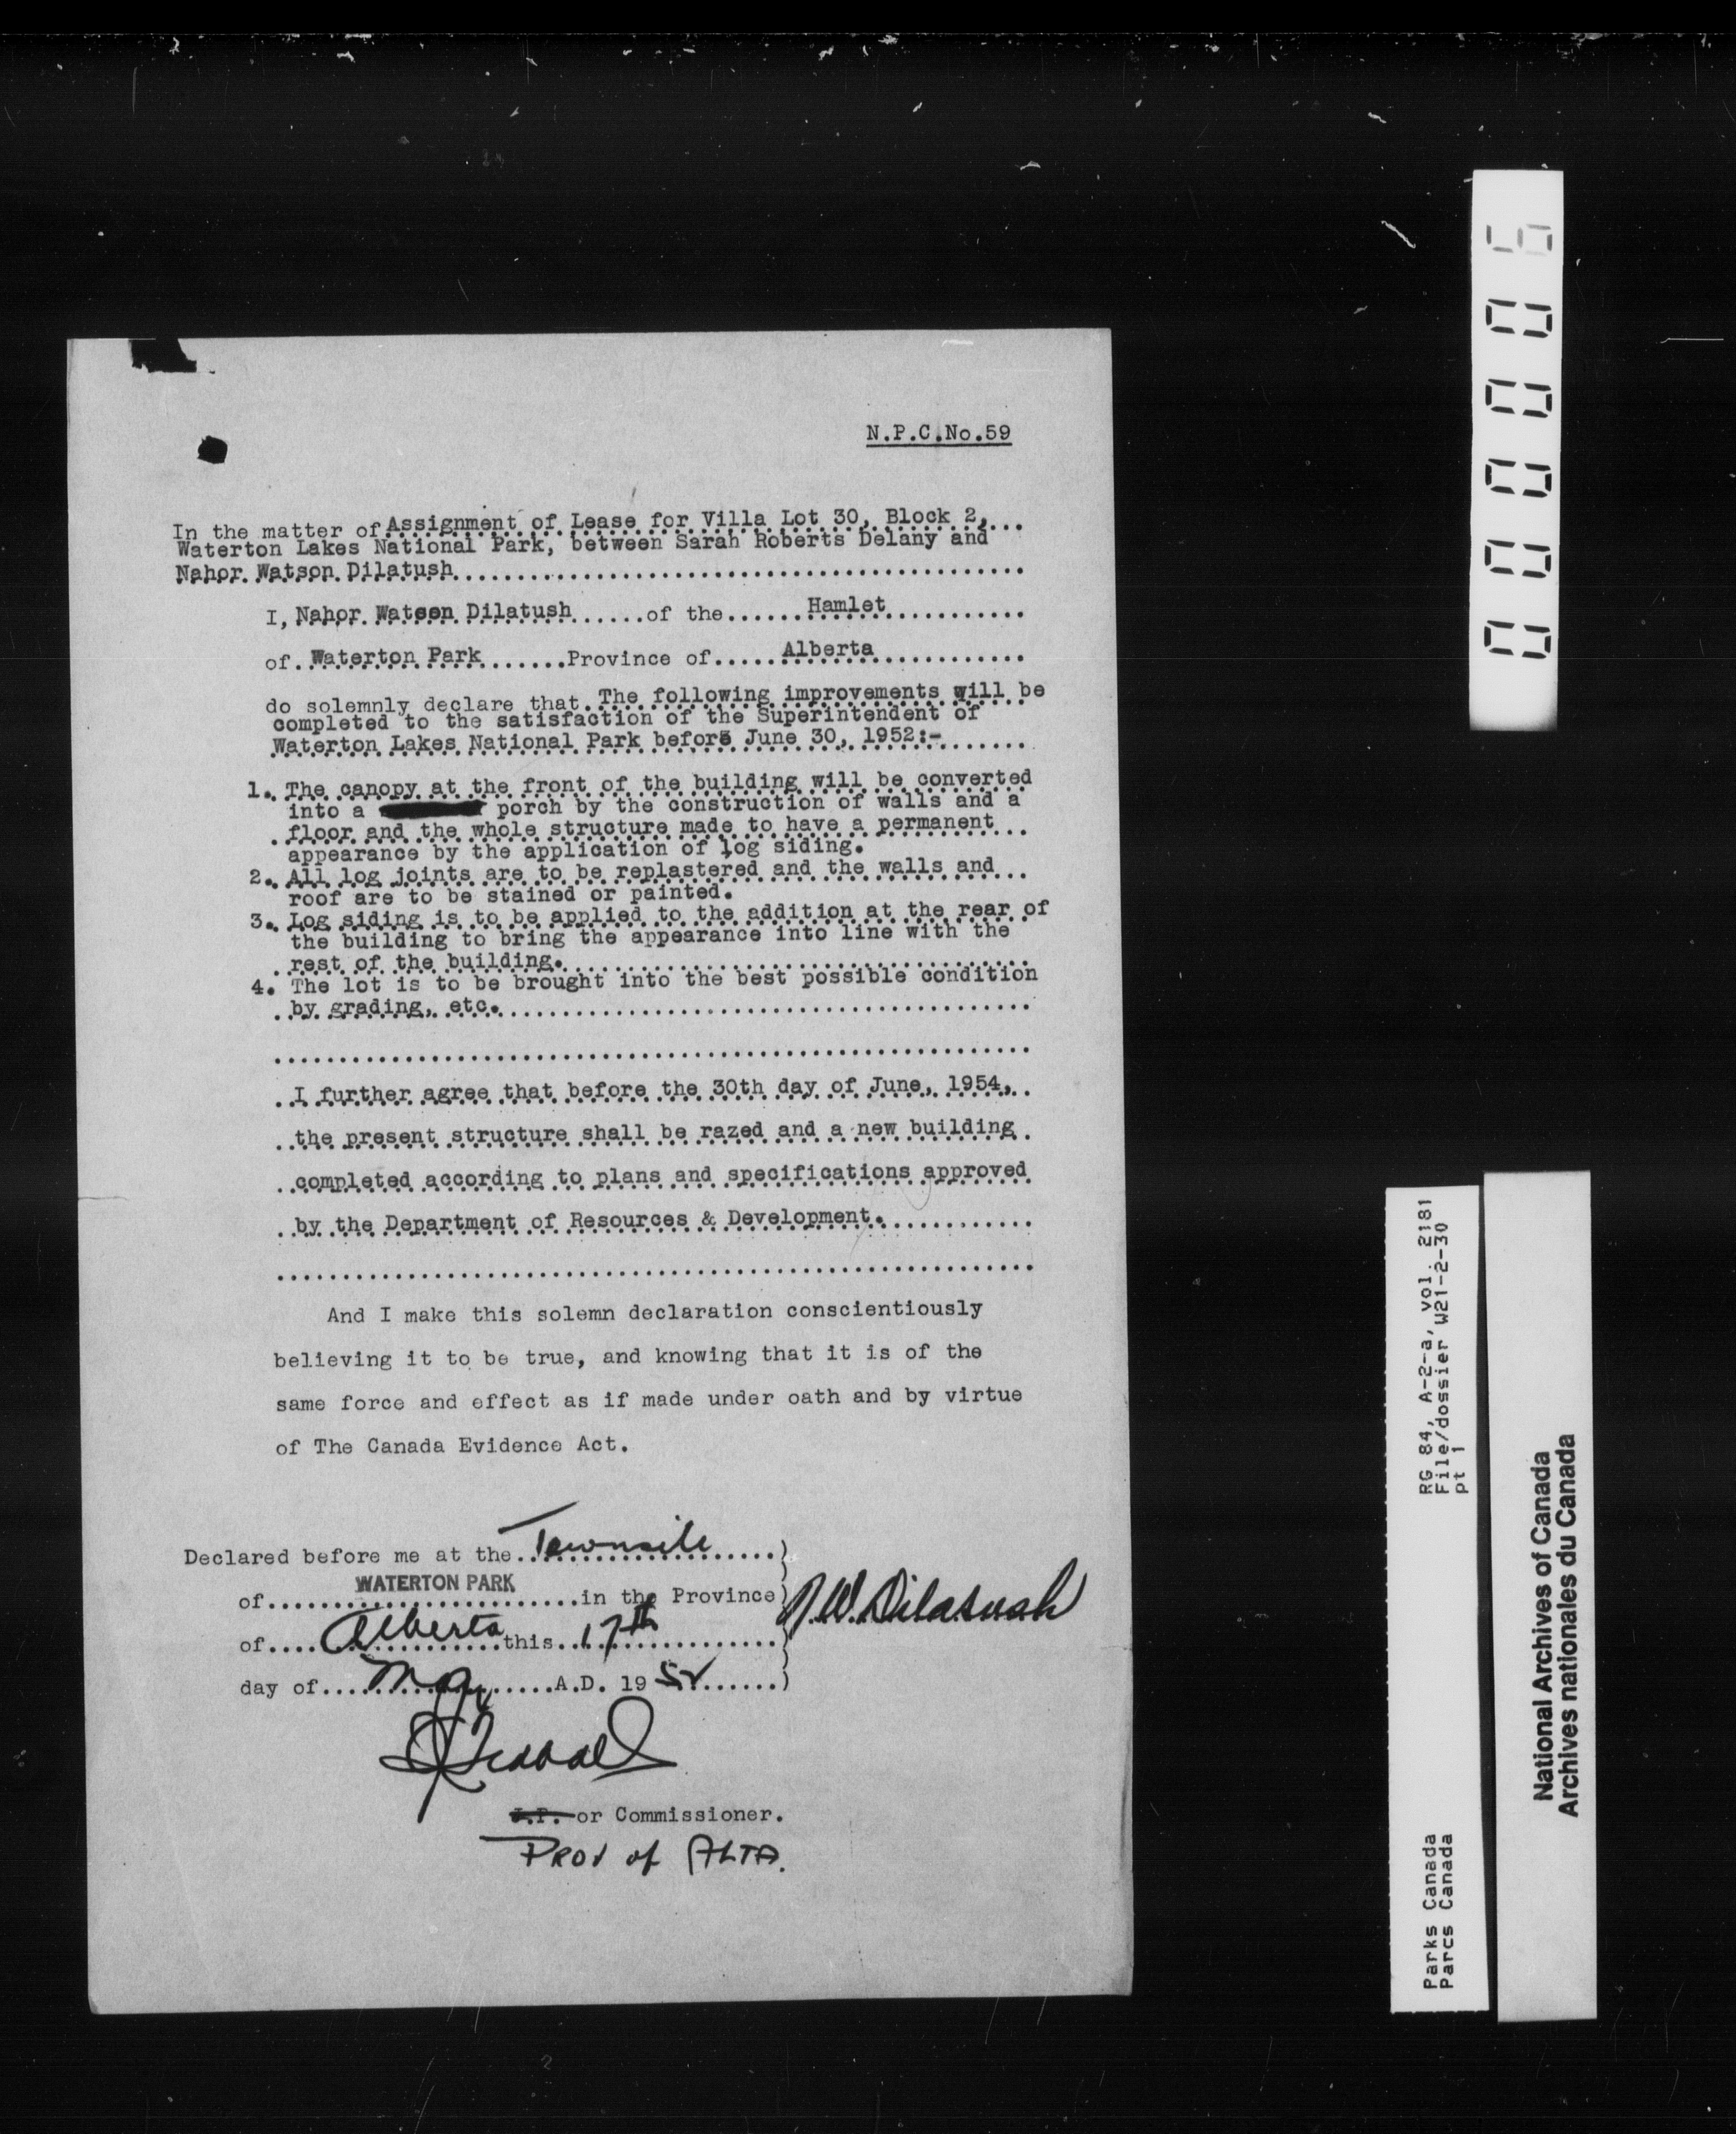 N.P.C.No.59
In the matter of Assignment of Lease for Villa Lot 30, Block 2,...
Waterton Lakes National Park, between Sarah Roberts Delany and
Nahor Watson Dilatush..........................................
I, Nahor Watson Dilatush......of the......Hamlet...........
of..Waterton Park.......Province of.....Alberta............
do solemnly declare that The following improvements will be
completed to the satisfaction of the Superintendent of
Waterton Lakes National Park before June 30, 1952:-.......
1. The canopy at the front of the building will be converted
into a porch by the construction of walls and a
floor and the whole structure made to have a permanent...
appearance by the application of log siding.
2. All log joints are to be replastered and the walls and...
roof are to be stained or painted.
3. Log siding is to be applied to the addition at the rear of
the building to bring the appearance into line with the
rest of the building....................................
4. The lot is to be brought into the best possible condition
by grading, etc.........................................
I further agree that before the 30th day of June, 1954,..
the present structure shall be razed and a new building.
completed according to plans and specifications approved
by the Department of Resources & Development............
And I make this solemn declaration conscientiously
believing it to be true, and knowing that it is of the
same force and effect as if made under oath and by virtue
of The Canada Evidence Act.
Declared before me at the..Townsite.....)
of......WATERTON PARK......in the Province)
of....Alberta....this..17th......)
day of....May......A.D. 19 52......)
N.W. Dilatush
J.P. or Commissioner.
PROV of ALTA.
000006
RG 84, A-2-a, vol. 2181
File/dossier W21-2-30
pt 1
Parks Canada
Parcs Canada
National Archives of Canada
Archives nationales du Canada